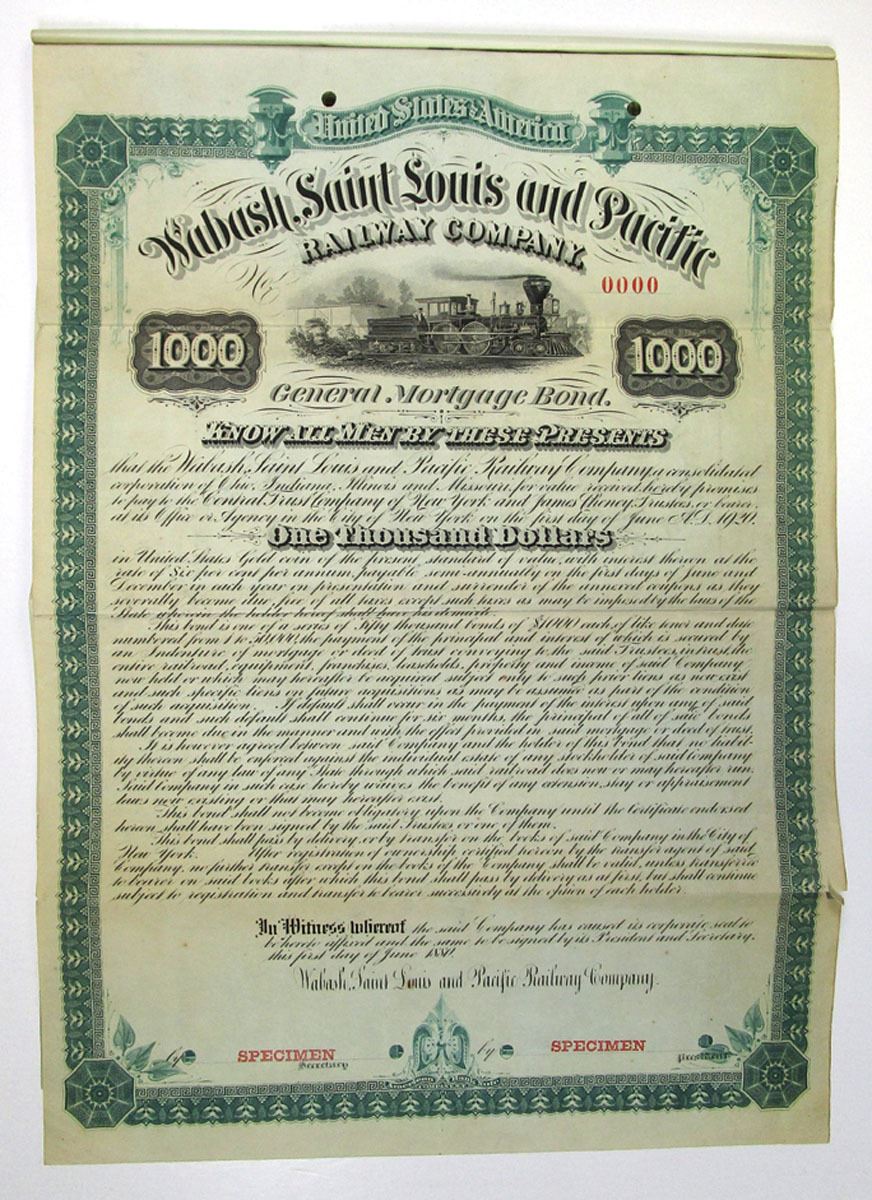 United States of America
Wabash, Saint Louis and Pacific
RAILWAY COMPANY.
No.
0000
1000
1000
General Mortgage Bond.
KNOW ALL MEN BY THESE PRESENTS
that the Wabash, Saint Louis and Pacific Railway Company, a consolidated
corporation of Ohio, Indiana, Illinois and Missouri, for value received, hereby promises
to pay to the Central Trust Company of New York and James Cheney, Trustees, or bearer,
at its Office or Agency in the City of New York on the first day of June A.D. 1920.
One Thousand Dollars
in United States Gold coin of the present standard of value, with interest thereon at the
rate of Six per cent per annum, payable semi-annually on the first days of June and
December in each year on presentation and surrender of the annexed coupons as they
severally become due, free of all taxes except such taxes as may be imposed by the laws of the
State wherein the holder hereof shall have his domicile.
This bond is one of a series of Fifty thousand bonds of $1000 each of like tenor and date
numbered from 1 to 50,000, the payment of the principal and interest of which is secured by
an Indenture of mortgage or deed of trust conveying to the said Trustees, in trust, the
entire railroad, equipment, franchises, leaseholds, property and income of said Company
now held or which may hereafter be acquired subject only to such prior liens as now exist
and such specific liens on future acquisitions as may be assumed as part of the condition
of such acquisition. If default shall occur in the payment of the interest upon any of said
bonds and such default shall continue for six months, the principal of all of said bonds
shall become due in the manner and with the effect provided in said mortgage or deed of trust.
It is however agreed between said Company and the holder of this bond that no liabil-
ity thereon shall be enforced against the individual estate of any stockholder of said Company
by virtue of any law of any State through which said railroad does now or may hereafter run.
Said Company in such case hereby waives the benefit of any extension, stay or appraisement
laws now existing or that may hereafter exist.
This bond shall not become obligatory upon the Company until the Certificate endorsed
hereon shall have been signed by the said Trustees or one of them.
This bond shall pass by delivery, or by transfer on the books of said Company in the City of
New York. After registration of ownership certified hereon by the transfer agent of said
Company, no further transfer except on the books of the Company shall be valid, unless transferred
to bearer on said books after which this bond shall pass by delivery as at first, but shall continue
subject to registration and transfer to bearer successively at the option of each holder.
In Witness whereof the said Company has caused its corporate seal to
be hereto affixed and the same to be signed by its President and Secretary,
this first day of June 1880.
Wabash, Saint Louis and Pacific Railway Company.
by SPECIMEN by SPECIMEN
Secretary President